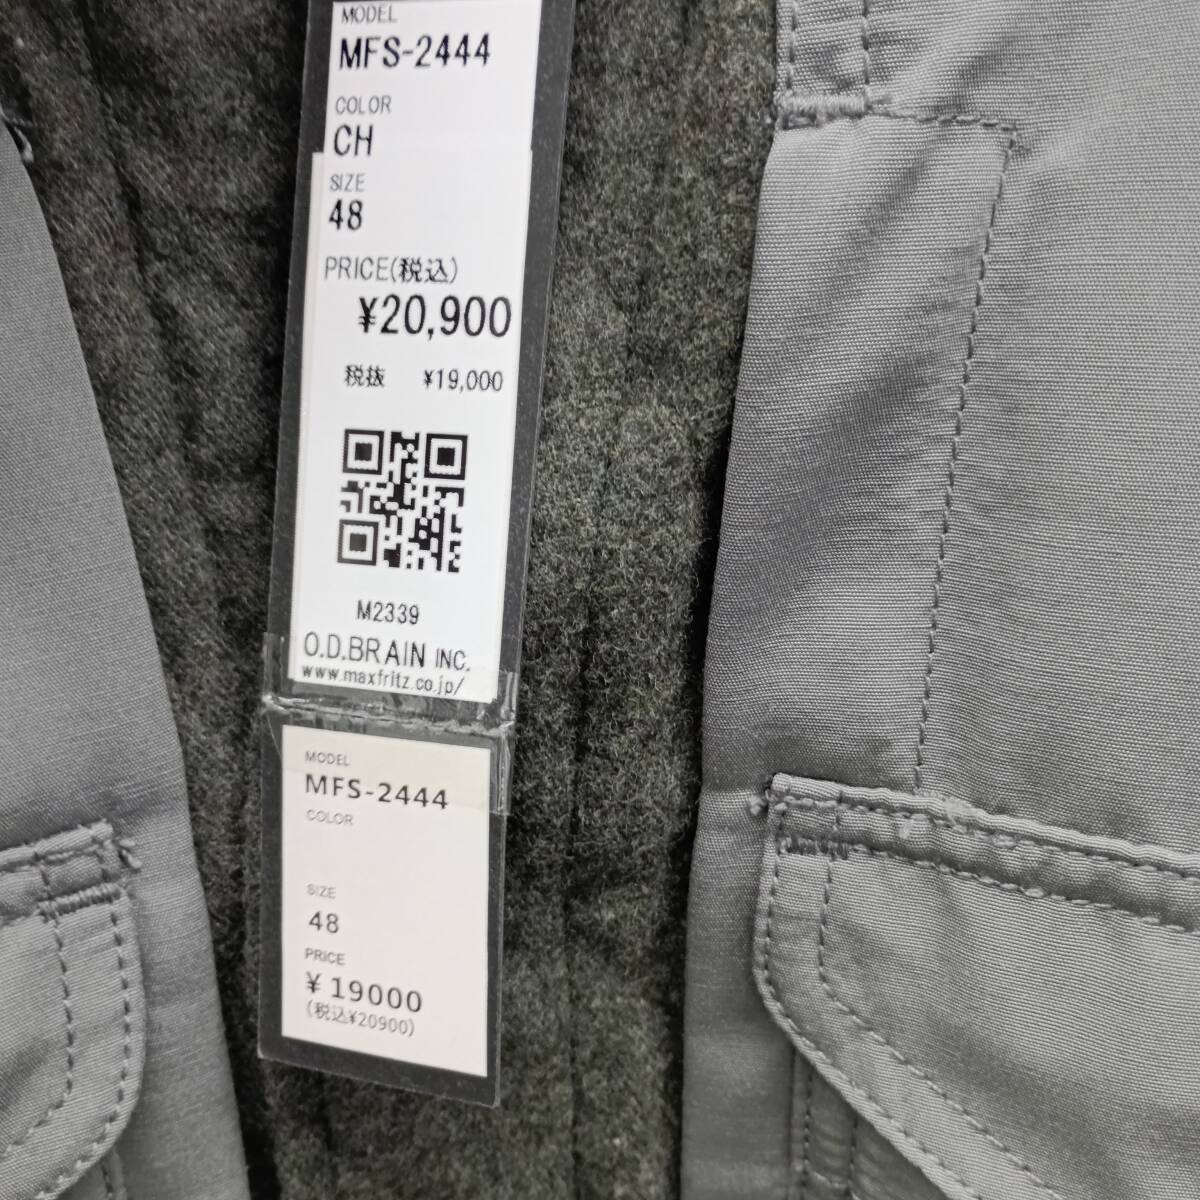 MODEL
MFS-2444
COLOR
CH
SIZE
48
PRICE(税込)
¥20,900
税抜 ¥19,000
M2339
O.D.BRAIN INC.
www.maxfritz.co.jp/
MODEL
MFS-2444
COLOR
SIZE
48
PRICE
¥19000
(税込¥20900)